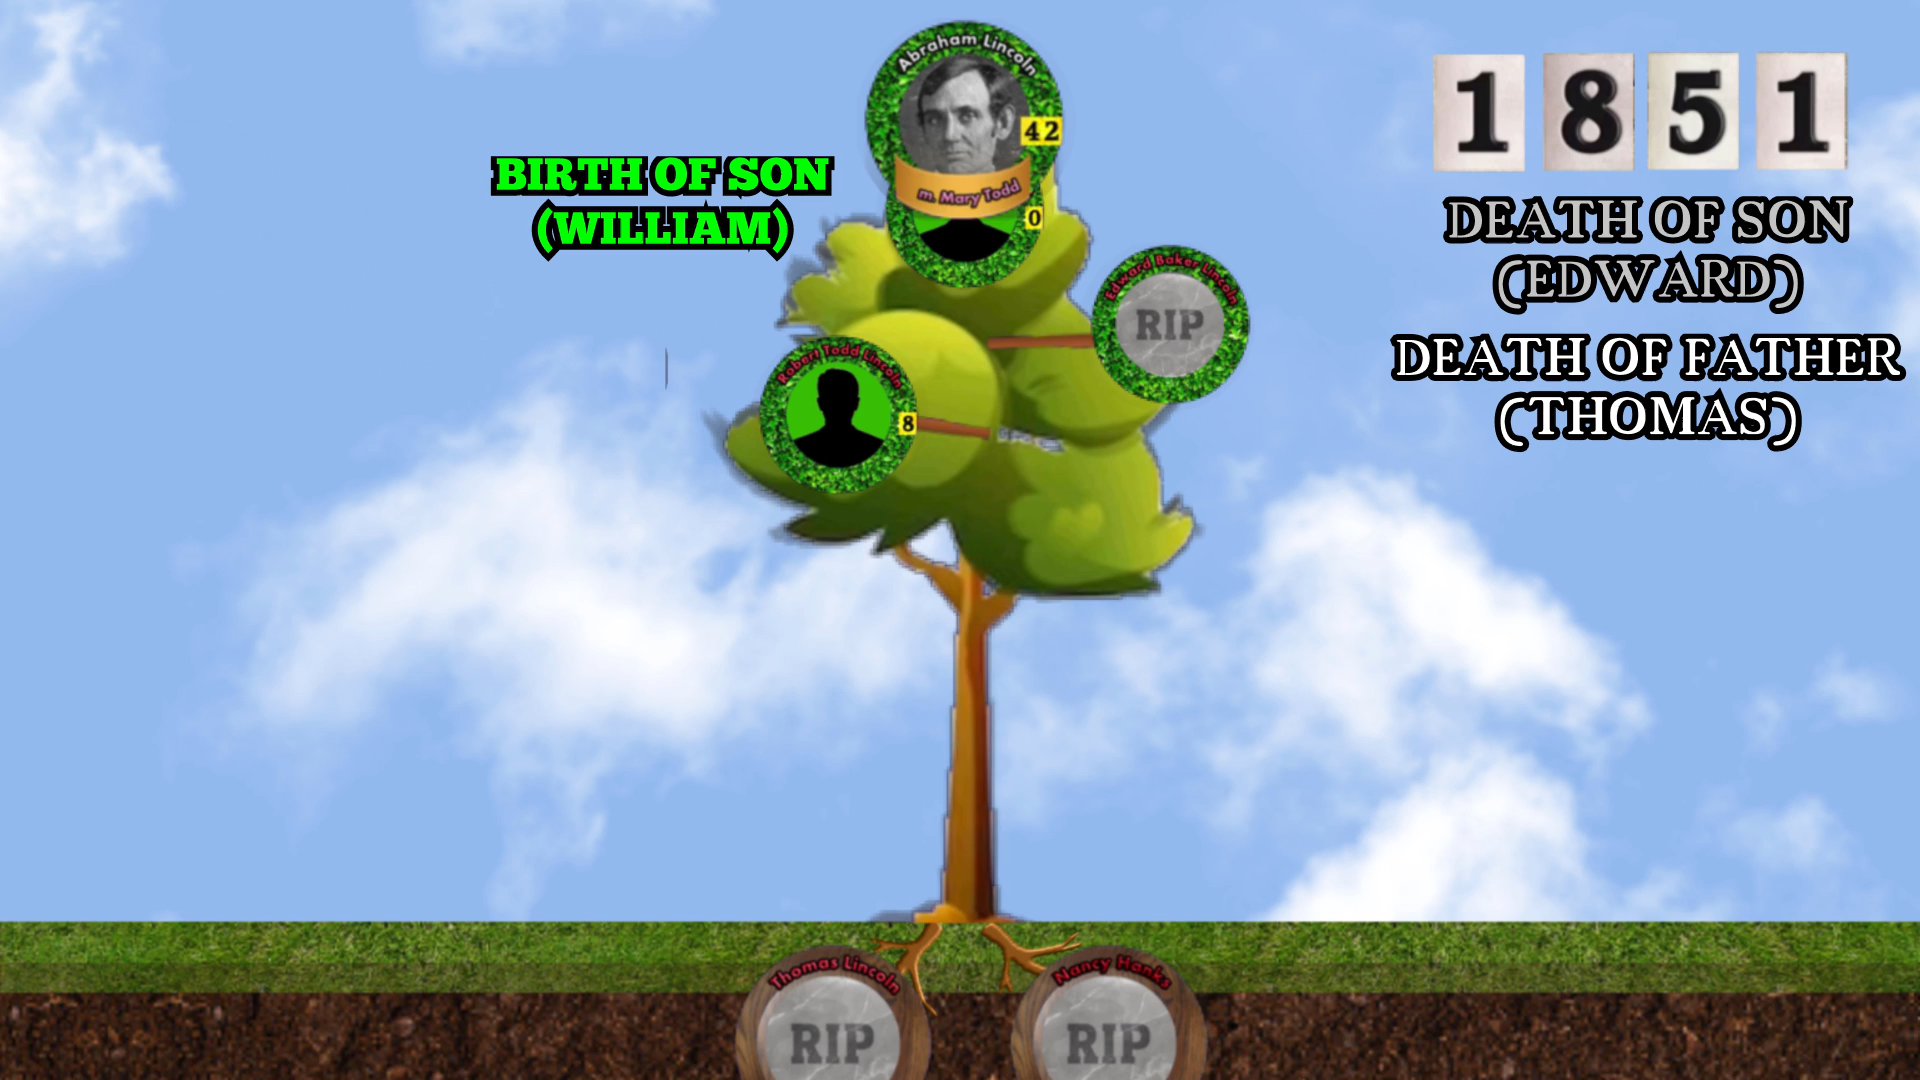 Abraham Lincoln
42
m. Mary Todd
0
BIRTH OF SON
(WILLIAM)
1851
DEATH OF SON
(EDWARD)
DEATH OF FATHER
(THOMAS)
Edward Baker Lincoln
RIP
Robert Todd Lincoln
8
Thomas Lincoln
RIP
Nancy Hanks
RIP